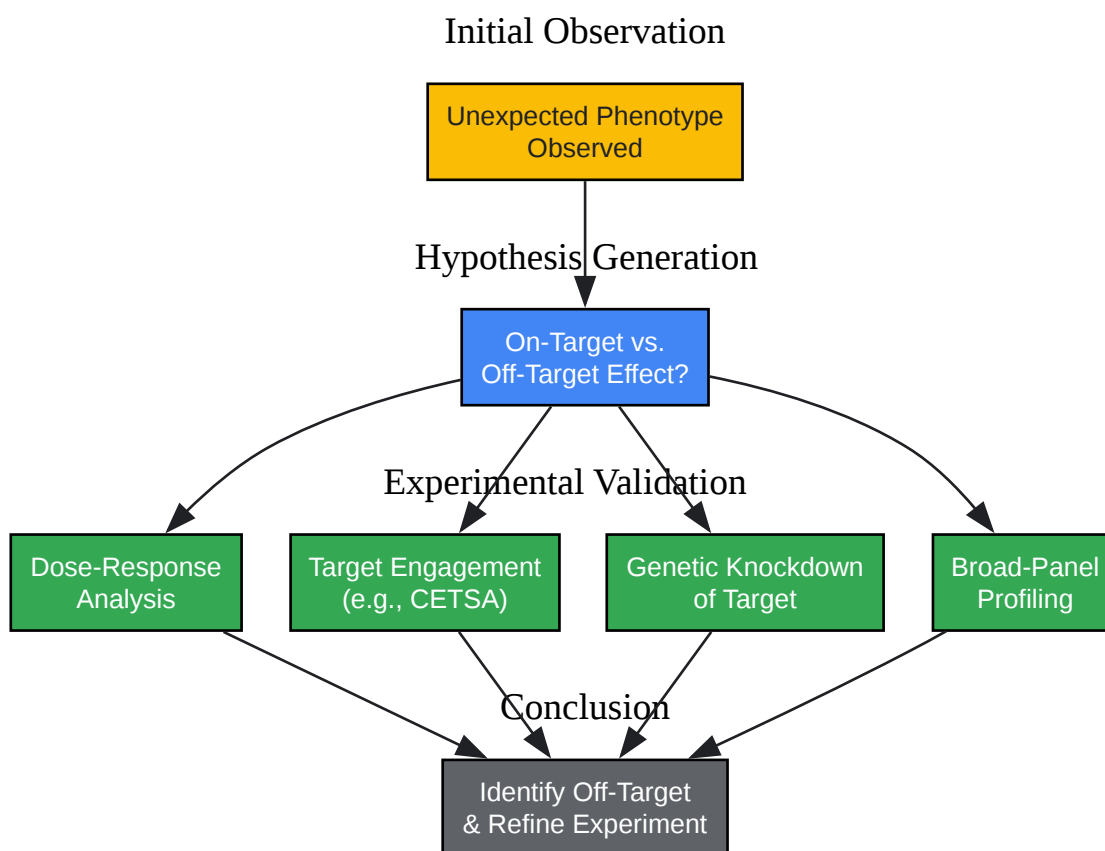 Initial Observation
Unexpected Phenotype
Observed
Hypothesis Generation
On-Target vs.
Off-Target Effect?
Experimental Validation
Dose-Response
Analysis
Target Engagement
(e.g., CETSA)
Genetic Knockdown
of Target
Broad-Panel
Profiling
Conclusion
Identify Off-Target
& Refine Experiment